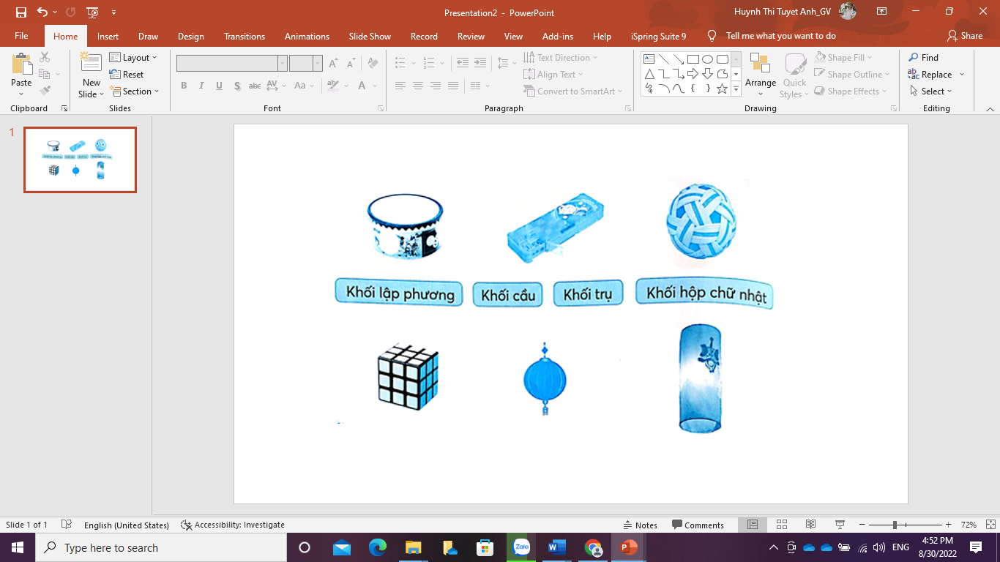 Presentation2 - PowerPoint
Huynh Thi Tuyet Anh_GV
File Home Insert Draw Design Transitions Animations Slide Show Record Review View Add-ins Help iSpring Suite 9 Tell me what you want to do Share
Paste
Clipboard
New Slide
Layout
Reset
Section
Slides
B I U S abc AV Aa A
Font
Text Direction
Align Text
Convert to SmartArt
Paragraph
Arrange
Quick Styles
Shape Fill
Shape Outline
Shape Effects
Drawing
Find
Replace
Select
Editing
1
Khối lập phương Khối cầu Khối trụ Khối hộp chữ nhật
Slide 1 of 1 English (United States) Accessibility: Investigate Notes Comments 72%
Type here to search
Zalo
ENG
4:52 PM
8/30/2022